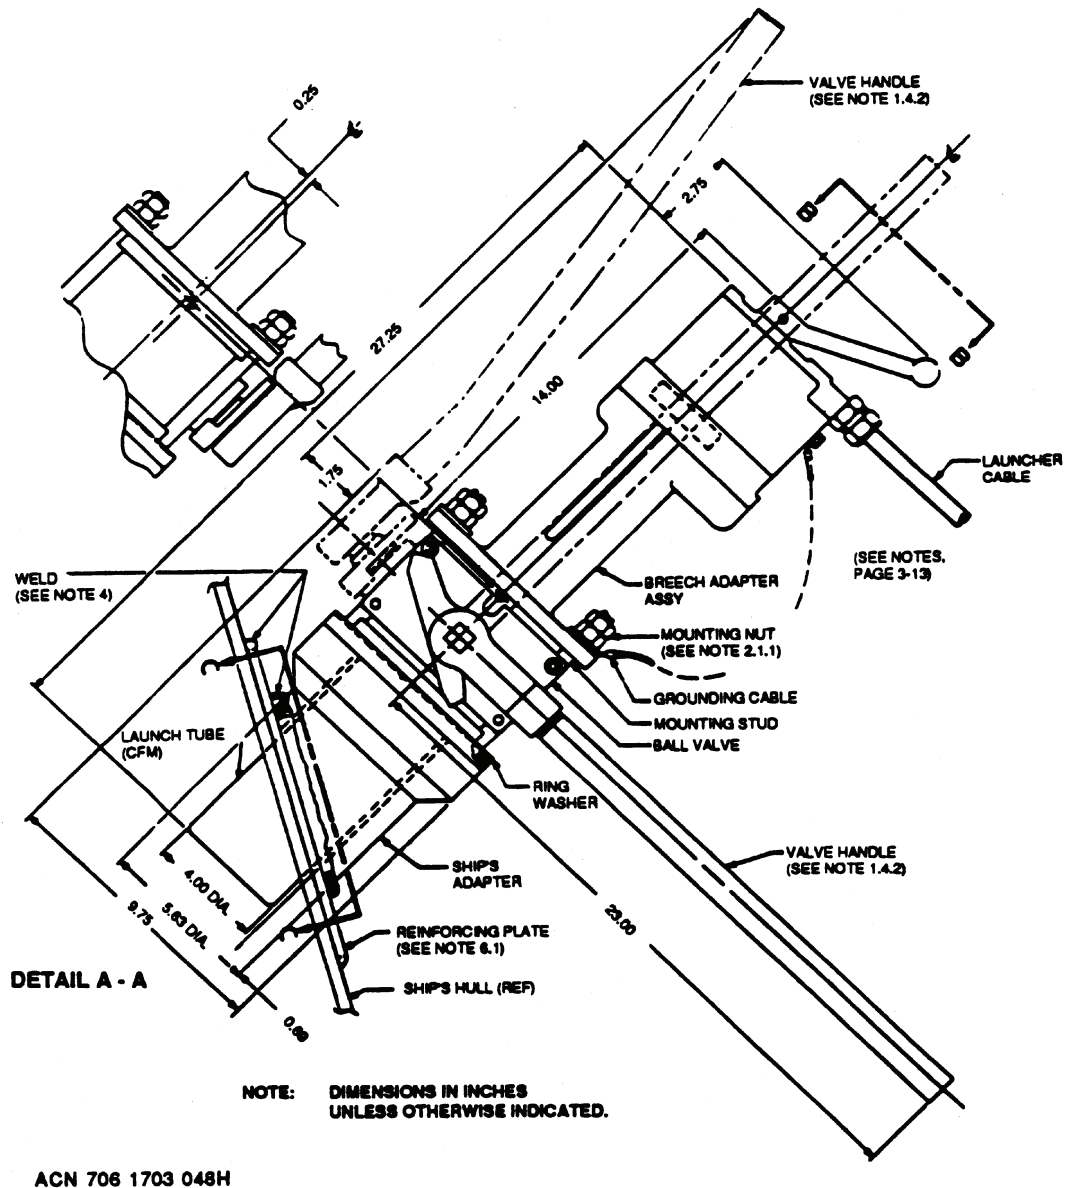 0.25
VALVE HANDLE
(SEE NOTE 1.4.2)
2.75
B
B
27.25
14.00
1.75
LAUNCHER
CABLE
(SEE NOTES,
PAGE 3-13)
WELD
(SEE NOTE 4)
BREECH ADAPTER
ASSY
MOUNTING NUT
(SEE NOTE 2.1.1)
GROUNDING CABLE
MOUNTING STUD
BALL VALVE
LAUNCH TUBE
(CFM)
C
RING
WASHER
SHIP'S
ADAPTER
VALVE HANDLE
(SEE NOTE 1.4.2)
4.00 DIA.
5.63 DIA.
9.75
23.00
REINFORCING PLATE
(SEE NOTE 6.1)
C
SHIP'S HULL (REF)
DETAIL A - A
0.69
NOTE: DIMENSIONS IN INCHES
UNLESS OTHERWISE INDICATED.
ACN 706 1703 048H